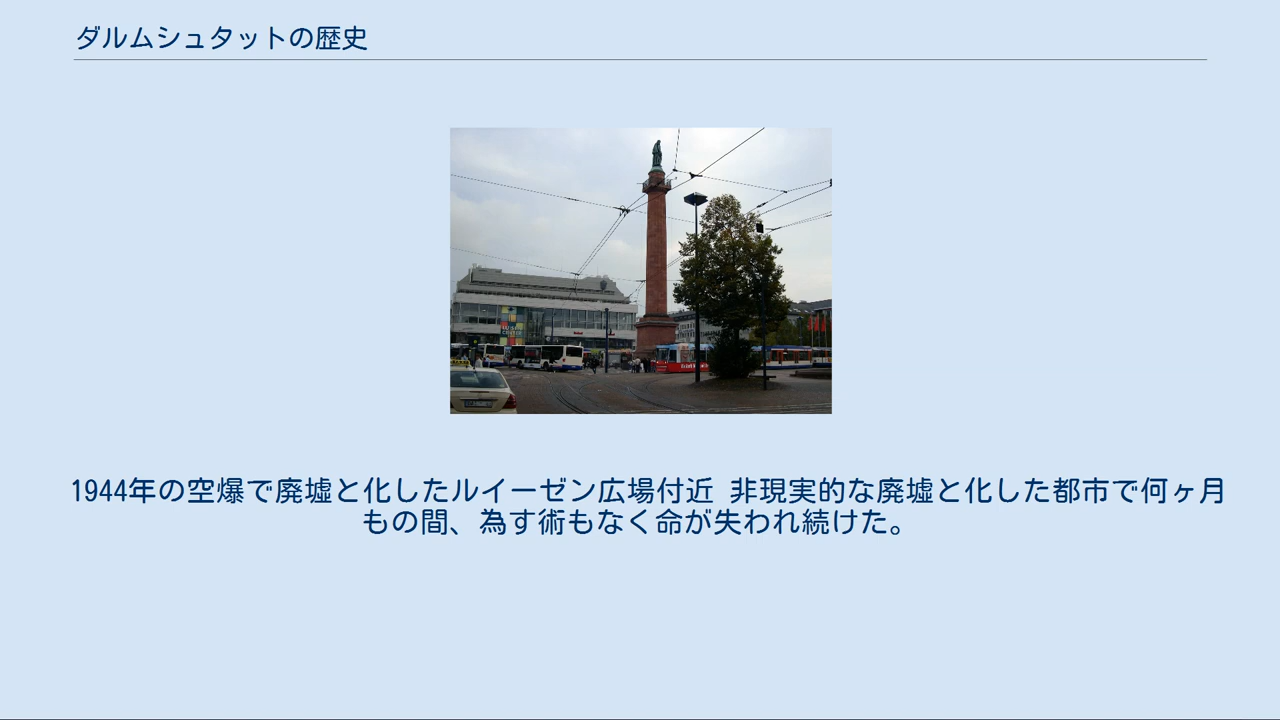 ダルムシュタットの歴史
1944年の空爆で廃墟と化したルイーゼン広場付近 非現実的な廃墟と化した都市で何ヶ月
もの間、為す術もなく命が失われ続けた。